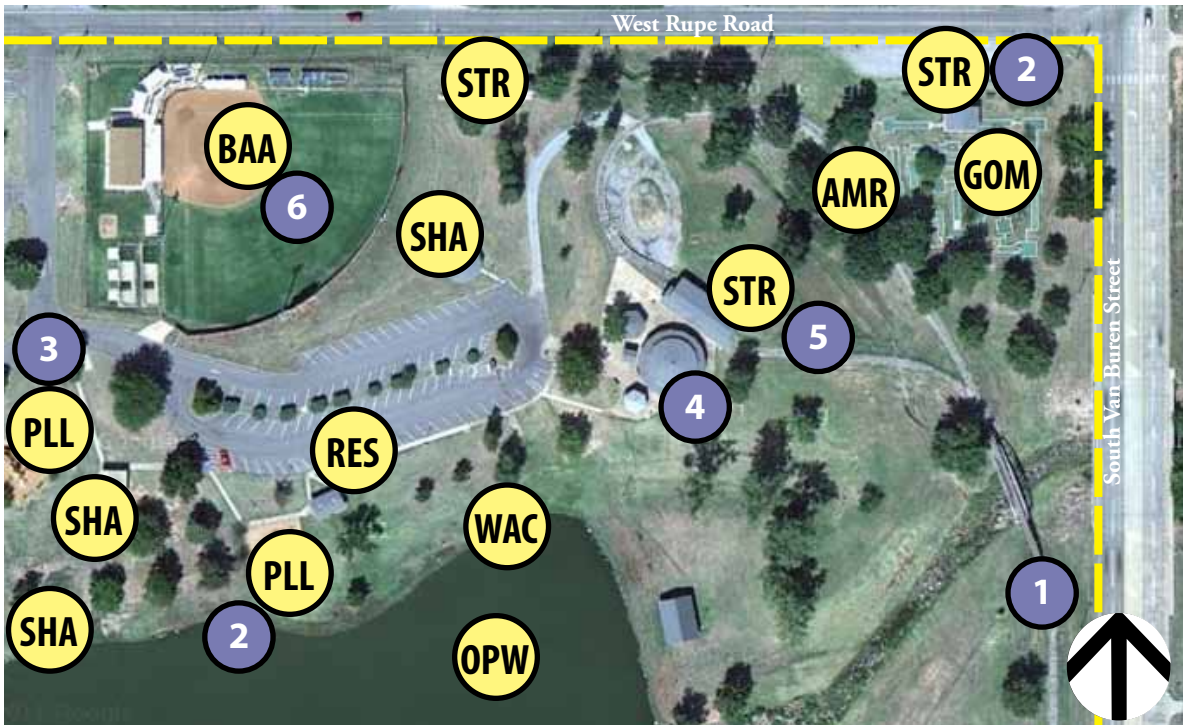 West Rupe Road
STR
STR
2
BAA
GOM
AMR
6
SHA
STR
South Van Buren Street
5
3
4
PLL
RES
SHA
WAC
PLL
1
SHA
2
OPW